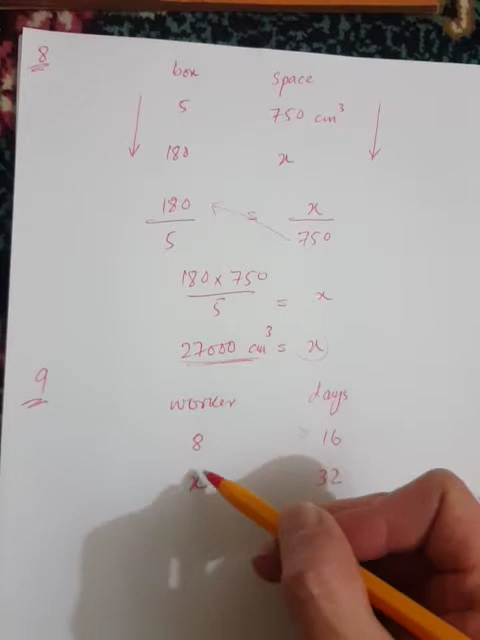 8
box space
5 750 cm³
180 x
180/5 = x/750
180 x 750/5 = x
27000 cm³ = x
9
worker days
8 16
x 32